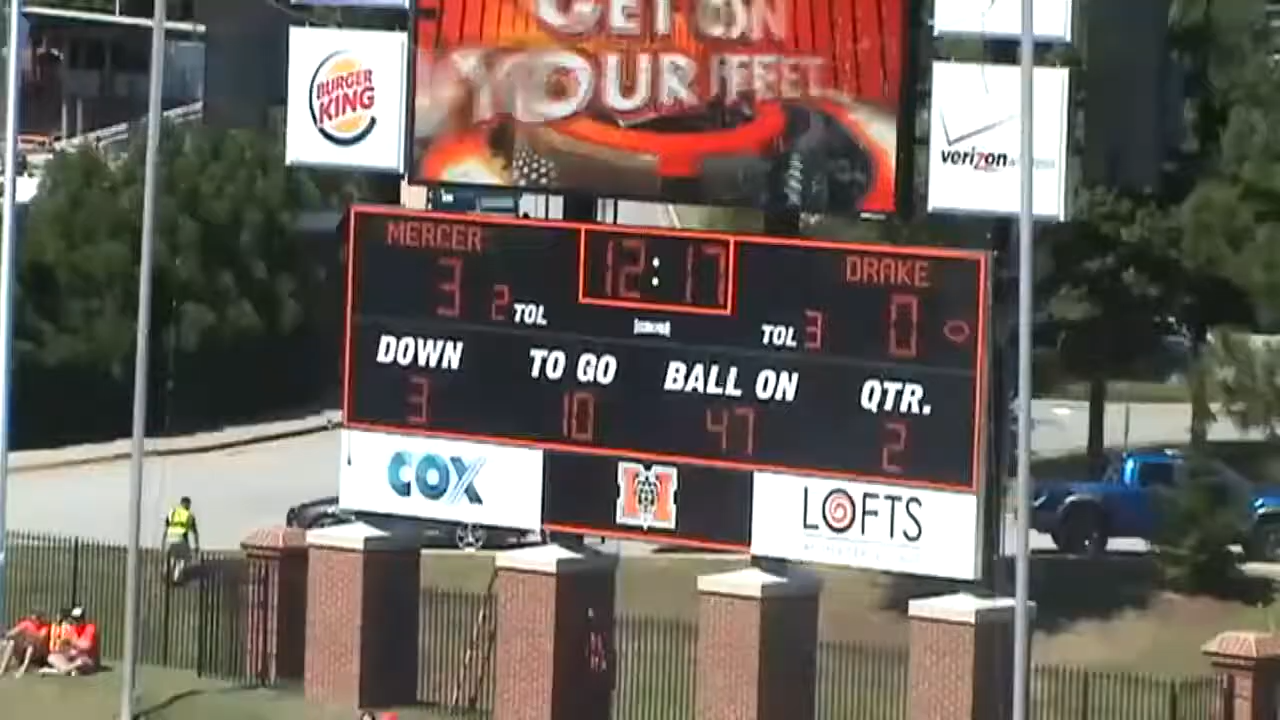 GET ON
YOUR FEET
BURGER
KING
verizon
MERCER
12:17
DRAKE
3
2
TOL
TOL
3
0
DOWN
TO GO
BALL ON
QTR.
3
10
47
2
COX
M
LOFTS